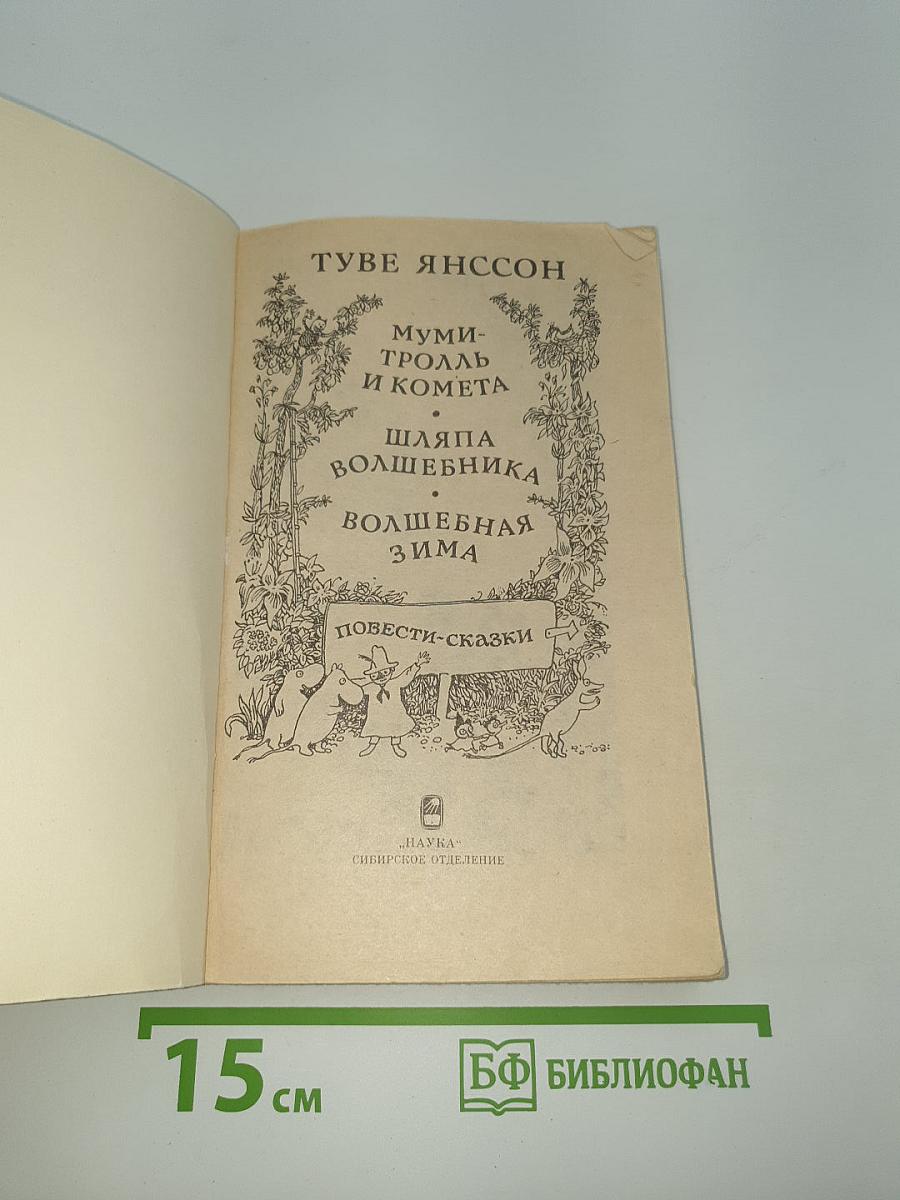 ТУВЕ ЯНССОН
МУМИ-
ТРОЛЛЬ
И КОМЕТА
•
ШЛЯПА
ВОЛШЕБНИКА
•
ВОЛШЕБНАЯ
ЗИМА
ПОВЕСТИ-СКАЗКИ
„НАУКА“
СИБИРСКОЕ ОТДЕЛЕНИЕ
15 см
БФ БИБЛИОФАН